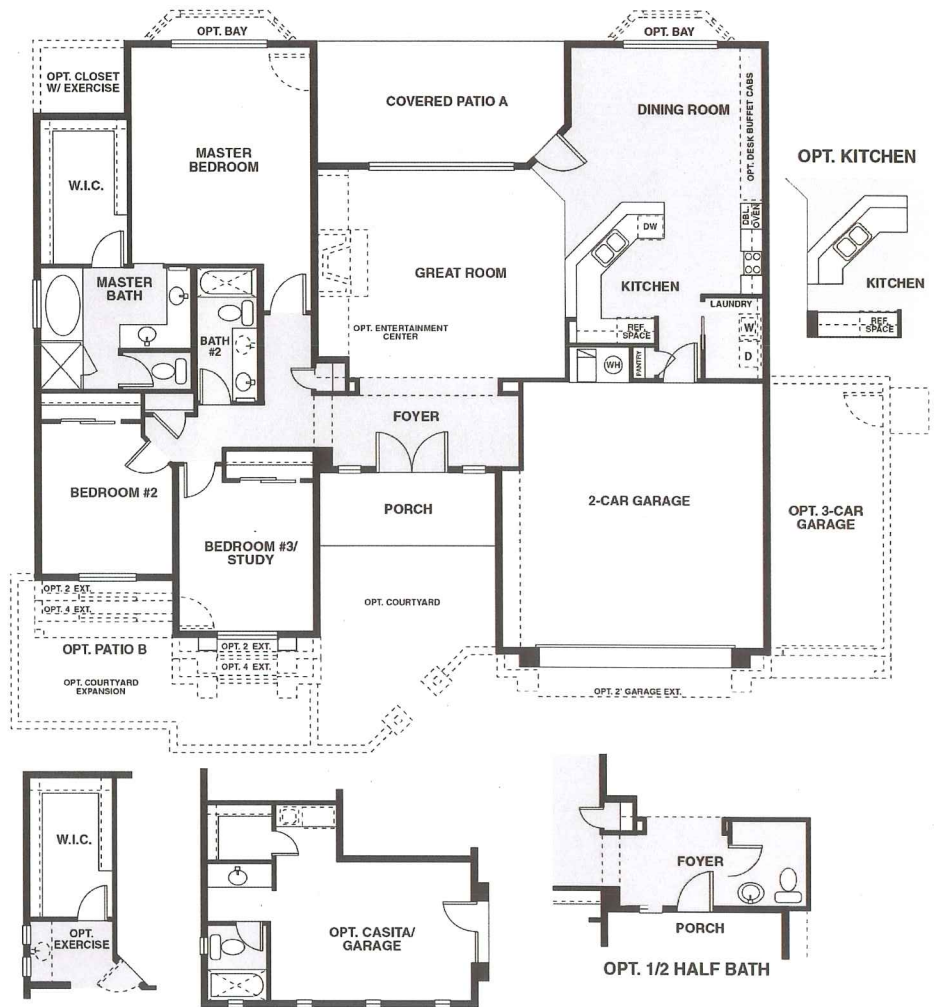 OPT. BAY
OPT. BAY
OPT. CLOSET
W/ EXERCISE
COVERED PATIO A
DINING ROOM
OPT. DESK BUFFET CABS
MASTER
BEDROOM
W.I.C.
OPT. KITCHEN
DBL.
OVEN
DW
GREAT ROOM
MASTER
BATH
KITCHEN
KITCHEN
LAUNDRY
OPT. ENTERTAINMENT
CENTER
REF.
SPACE
W
REF.
SPACE
BATH
#2
WH
PANTRY
D
FOYER
BEDROOM #2
PORCH
2-CAR GARAGE
OPT. 3-CAR
GARAGE
BEDROOM #3/
STUDY
OPT. 2 EXT.
OPT. 4 EXT.
OPT. COURTYARD
OPT. PATIO B
OPT. 2 EXT.
OPT. 4 EXT.
OPT. COURTYARD
EXPANSION
OPT. 2' GARAGE EXT.
W.I.C.
OPT.
EXERCISE
OPT. CASITA/
GARAGE
FOYER
PORCH
OPT. 1/2 HALF BATH